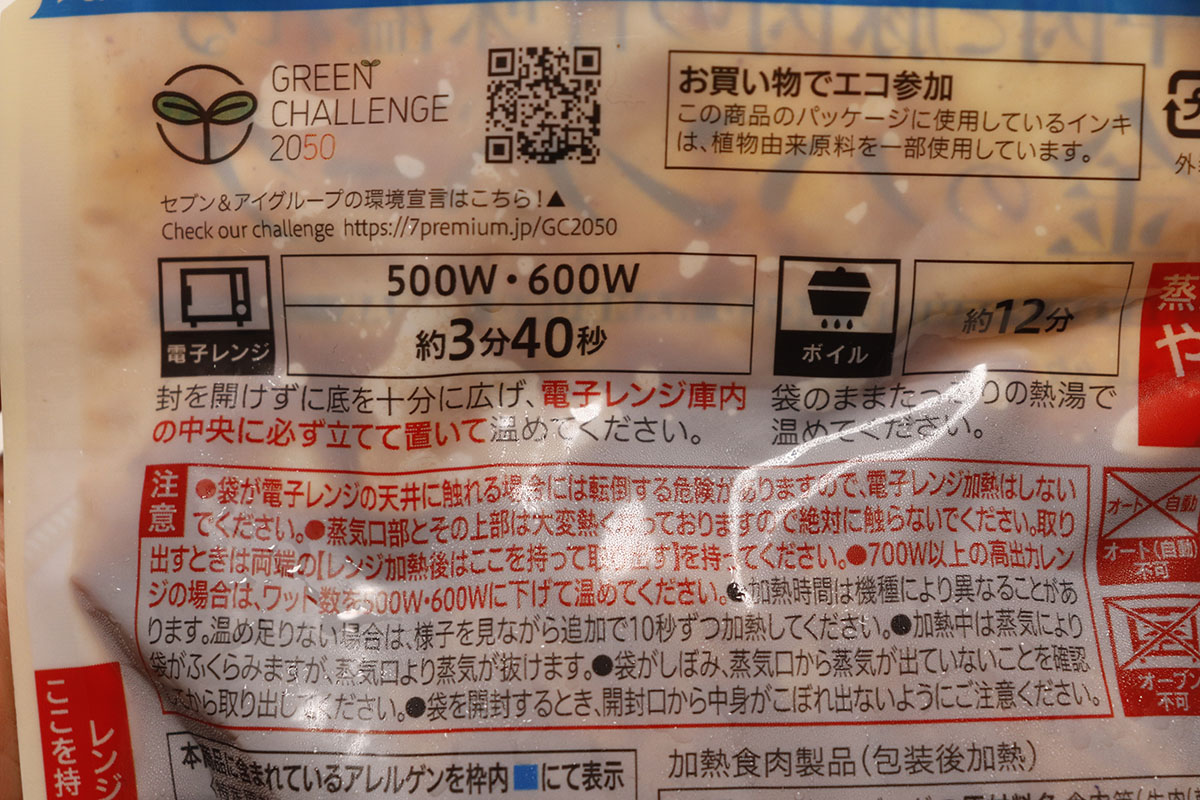 GREEN
CHALLENGE
2050
お買い物でエコ参加
この商品のパッケージに使用しているインキ
は、植物由来原料を一部使用しています。
セブン&アイグループの環境宣言はこちら!▲
Check our challenge https://7premium.jp/GC2050
電子レンジ
500W・600W
約3分40秒
ボイル
約12分
封を開けずに底を十分に広げ、電子レンジ庫内
の中央に必ず立てて置いて温めてください。
袋のままたっぷりの熱湯で
温めてください。
注意
●袋が電子レンジの天井に触れる場合には転倒する危険がありますので、電子レンジ加熱はしない
でください。●蒸気口部とその上部は大変熱くなっておりますので絶対に触らないでください。取り
出すときは両端の【レンジ加熱後はここを持って取り出す】を持ってください。●700W以上の高出力レン
ジの場合は、ワット数を500W・600Wに下げて温めてください。●加熱時間は機種により異なることがあ
ります。温め足りない場合は、様子を見ながら追加で10秒ずつ加熱してください。●加熱中は蒸気により
袋がふくらみますが、蒸気口より蒸気が抜けます。●袋がしぼみ、蒸気口から蒸気が出ていないことを確認
から取り出してください。●袋を開封するとき、開封口から中身がこぼれ出ないようにご注意ください。
オート 自動
オート(自動)
不可
オーブン
不可
蒸
や
外
レンジ
ここを持
本商品に含まれているアレルゲンを枠内■にて表示
加熱食肉製品(包装後加熱)